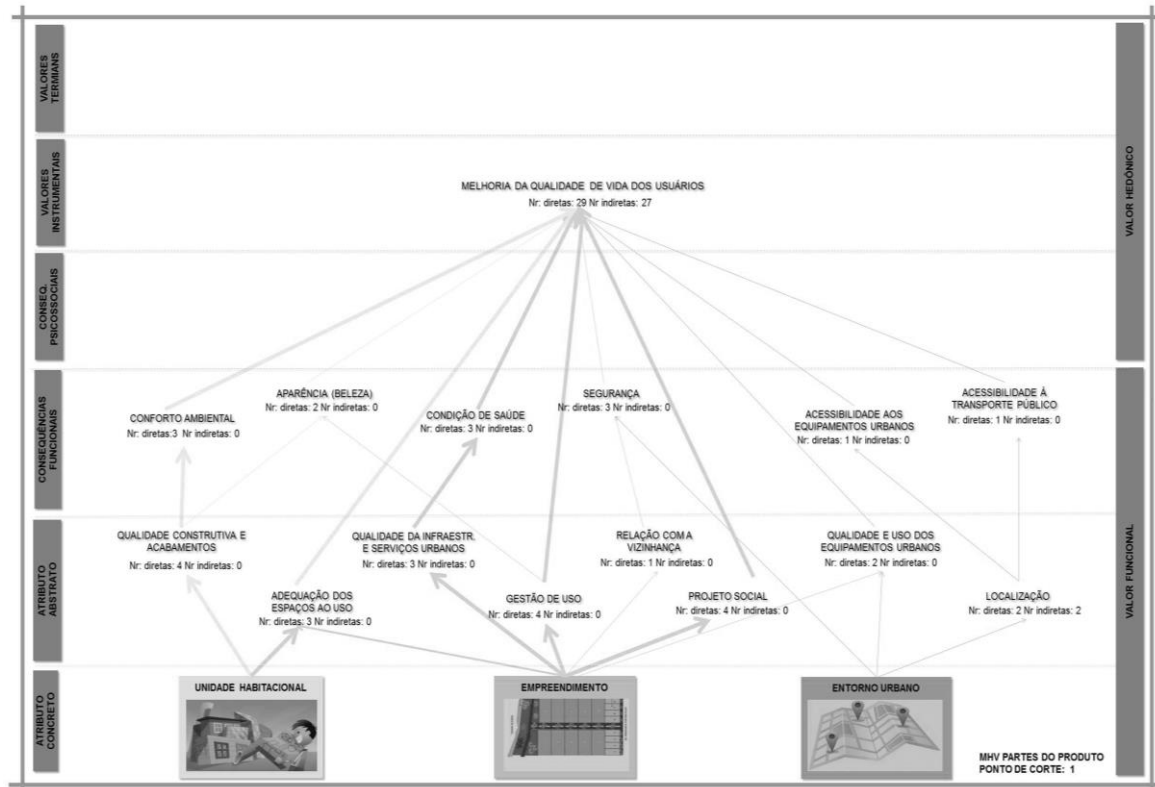 VALORES
TERMIANS
VALORES
INSTRUMENTAIS
CONSEQ.
PSICOSSOCIAIS
CONSEQUÊNCIAS
FUNCIONAIS
ATRIBUTO
ABSTRATO
ATRIBUTO
CONCRETO
VALOR HEDÔNICO
VALOR FUNCIONAL
MELHORIA DA QUALIDADE DE VIDA DOS USUÁRIOS
Nr: diretas: 29 Nr indiretas: 27
CONFORTO AMBIENTAL
Nr: diretas:3 Nr indiretas: 0
APARÊNCIA (BELEZA)
Nr: diretas: 2 Nr indiretas: 0
CONDIÇÃO DE SAÚDE
Nr: diretas: 3 Nr indiretas: 0
SEGURANÇA
Nr: diretas: 3 Nr indiretas: 0
ACESSIBILIDADE AOS
EQUIPAMENTOS URBANOS
Nr: diretas: 1 Nr indiretas: 0
ACESSIBILIDADE À
TRANSPORTE PÚBLICO
Nr: diretas: 1 Nr indiretas: 0
QUALIDADE CONSTRUTIVA E
ACABAMENTOS
Nr: diretas: 4 Nr indiretas: 0
ADEQUAÇÃO DOS
ESPAÇOS AO USO
Nr: diretas: 3 Nr indiretas: 0
QUALIDADE DA INFRAESTR.
E SERVIÇOS URBANOS
Nr: diretas: 3 Nr indiretas: 0
GESTÃO DE USO
Nr: diretas: 4 Nr indiretas: 0
RELAÇÃO COM A
VIZINHANÇA
Nr: diretas: 1 Nr indiretas: 0
PROJETO SOCIAL
Nr: diretas: 4 Nr indiretas: 0
QUALIDADE E USO DOS
EQUIPAMENTOS URBANOS
Nr: diretas: 2 Nr indiretas: 0
LOCALIZAÇÃO
Nr: diretas: 2 Nr indiretas: 2
UNIDADE HABITACIONAL
EMPREENDIMENTO
ENTORNO URBANO
MHV PARTES DO PRODUTO
PONTO DE CORTE: 1